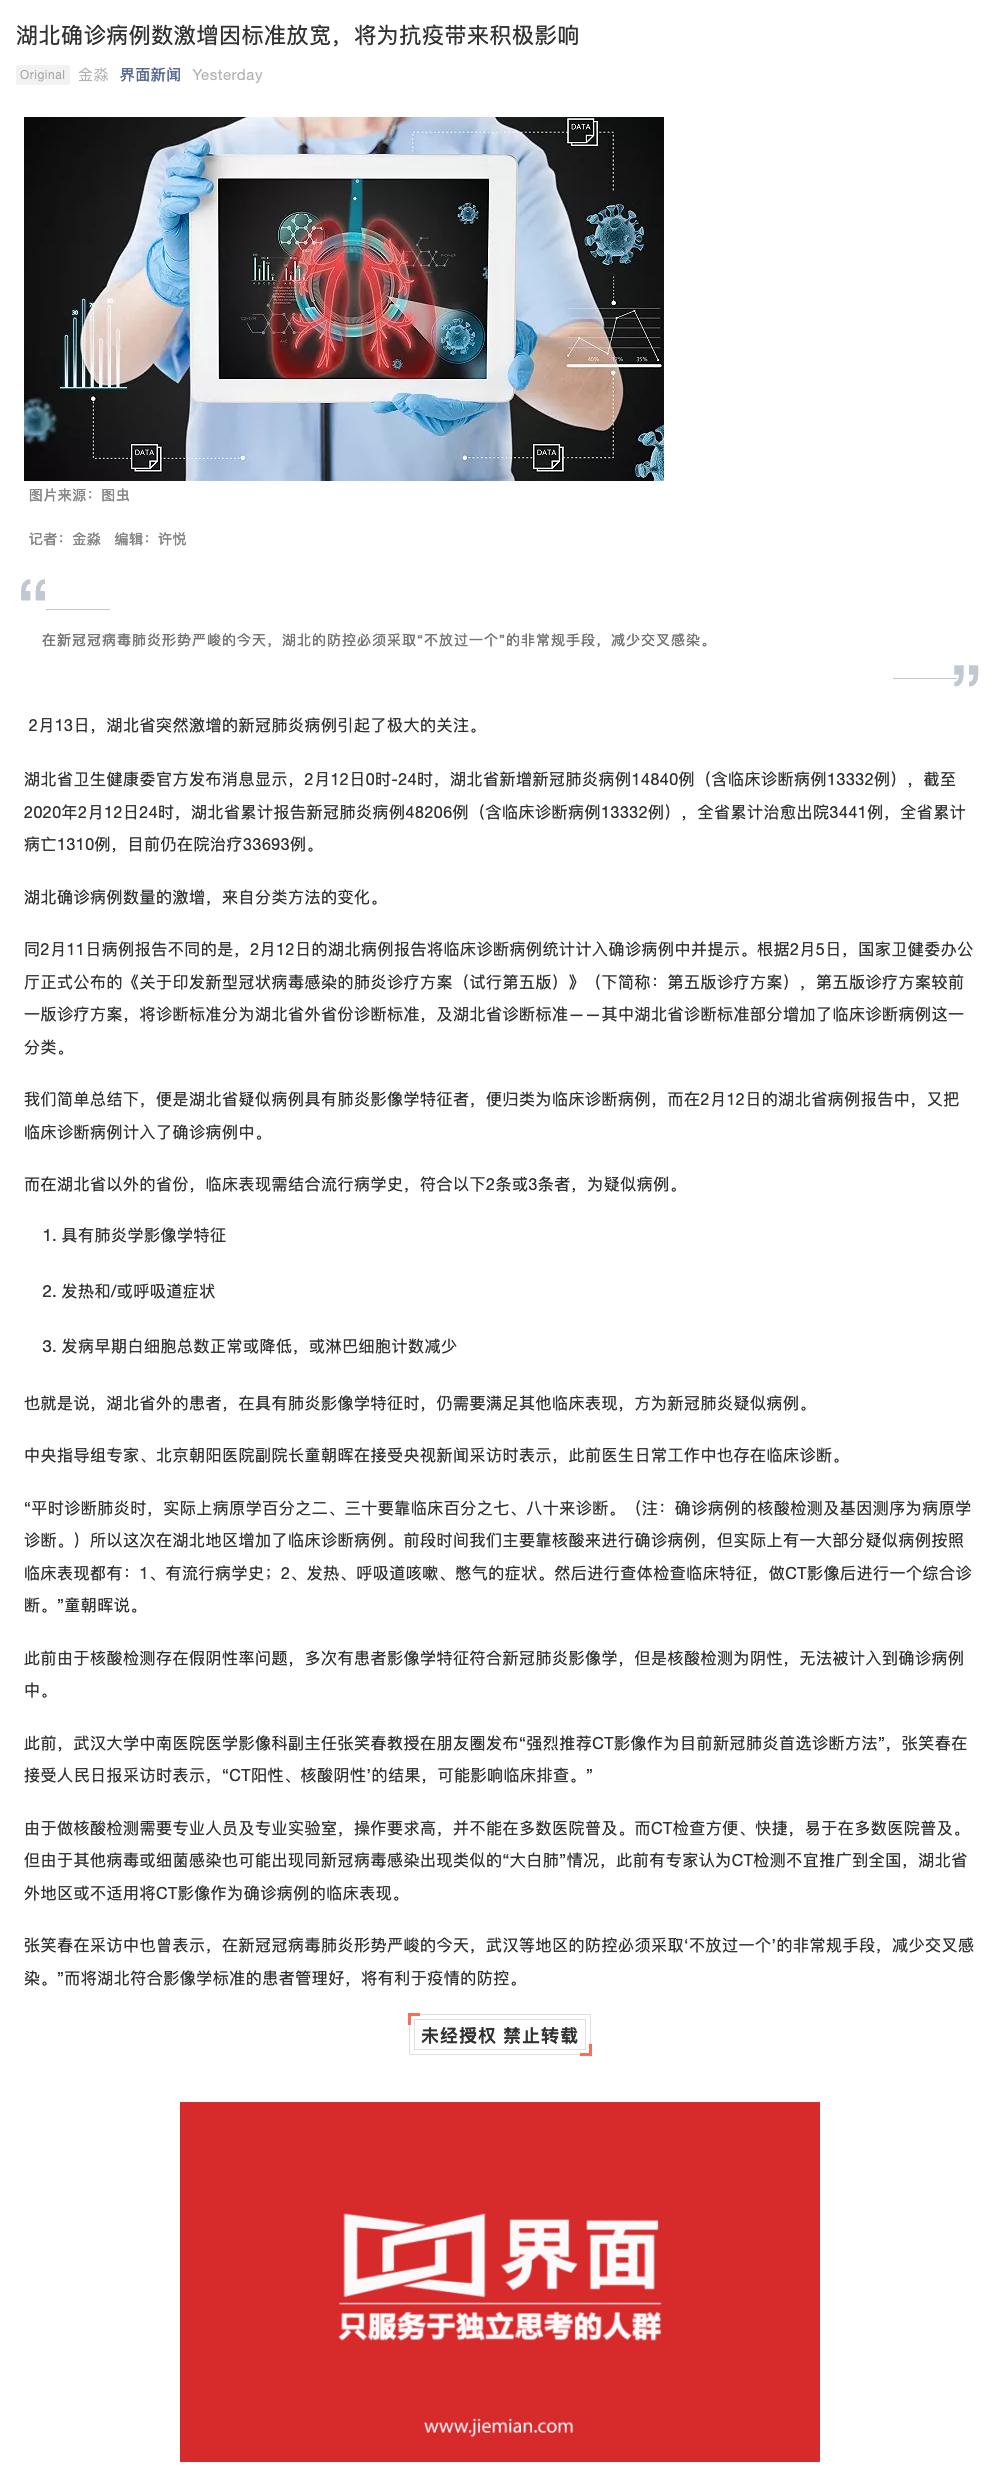 湖北确诊病例数激增因标准放宽，将为抗疫带来积极影响
Original 金淼 界面新闻 Yesterday
DATA
30
40%
35%
DATA
DATA
图片来源：图虫
记者：金淼 编辑：许悦
在新冠冠病毒肺炎形势严峻的今天，湖北的防控必须采取“不放过一个”的非常规手段，减少交叉感染。
2月13日，湖北省突然激增的新冠肺炎病例引起了极大的关注。
湖北省卫生健康委官方发布消息显示，2月12日0时-24时，湖北省新增新冠肺炎病例14840例（含临床诊断病例13332例），截至
2020年2月12日24时，湖北省累计报告新冠肺炎病例48206例（含临床诊断病例13332例），全省累计治愈出院3441例，全省累计
病亡1310例，目前仍在院治疗33693例。
湖北确诊病例数量的激增，来自分类方法的变化。
同2月11日病例报告不同的是，2月12日的湖北病例报告将临床诊断病例统计计入确诊病例中并提示。根据2月5日，国家卫健委办公
厅正式公布的《关于印发新型冠状病毒感染的肺炎诊疗方案（试行第五版）》（下简称：第五版诊疗方案），第五版诊疗方案较前
一版诊疗方案，将诊断标准分为湖北省外省份诊断标准，及湖北省诊断标准——其中湖北省诊断标准部分增加了临床诊断病例这一
分类。
我们简单总结下，便是湖北省疑似病例具有肺炎影像学特征者，便归类为临床诊断病例，而在2月12日的湖北省病例报告中，又把
临床诊断病例计入了确诊病例中。
而在湖北省以外的省份，临床表现需结合流行病学史，符合以下2条或3条者，为疑似病例。
1. 具有肺炎学影像学特征
2. 发热和/或呼吸道症状
3. 发病早期白细胞总数正常或降低，或淋巴细胞计数减少
也就是说，湖北省外的患者，在具有肺炎影像学特征时，仍需要满足其他临床表现，方为新冠肺炎疑似病例。
中央指导组专家、北京朝阳医院副院长童朝晖在接受央视新闻采访时表示，此前医生日常工作中也存在临床诊断。
“平时诊断肺炎时，实际上病原学百分之二、三十要靠临床百分之七、八十来诊断。（注：确诊病例的核酸检测及基因测序为病原学
诊断。）所以这次在湖北地区增加了临床诊断病例。前段时间我们主要靠核酸来进行确诊病例，但实际上有一大部分疑似病例按照
临床表现都有：1、有流行病学史；2、发热、呼吸道咳嗽、憋气的症状。然后进行查体检查临床特征，做CT影像后进行一个综合诊
断。”童朝晖说。
此前由于核酸检测存在假阴性率问题，多次有患者影像学特征符合新冠肺炎影像学，但是核酸检测为阴性，无法被计入到确诊病例
中。
此前，武汉大学中南医院医学影像科副主任张笑春教授在朋友圈发布“强烈推荐CT影像作为目前新冠肺炎首选诊断方法”，张笑春在
接受人民日报采访时表示，“CT阳性、核酸阴性’的结果，可能影响临床排查。”
由于做核酸检测需要专业人员及专业实验室，操作要求高，并不能在多数医院普及。而CT检查方便、快捷，易于在多数医院普及。
但由于其他病毒或细菌感染也可能出现同新冠病毒感染出现类似的“大白肺”情况，此前有专家认为CT检测不宜推广到全国，湖北省
外地区或不适用将CT影像作为确诊病例的临床表现。
张笑春在采访中也曾表示，在新冠冠病毒肺炎形势严峻的今天，武汉等地区的防控必须采取‘不放过一个’的非常规手段，减少交叉感
染。”而将湖北符合影像学标准的患者管理好，将有利于疫情的防控。
未经授权 禁止转载
界面
只服务于独立思考的人群
www.jiemian.com